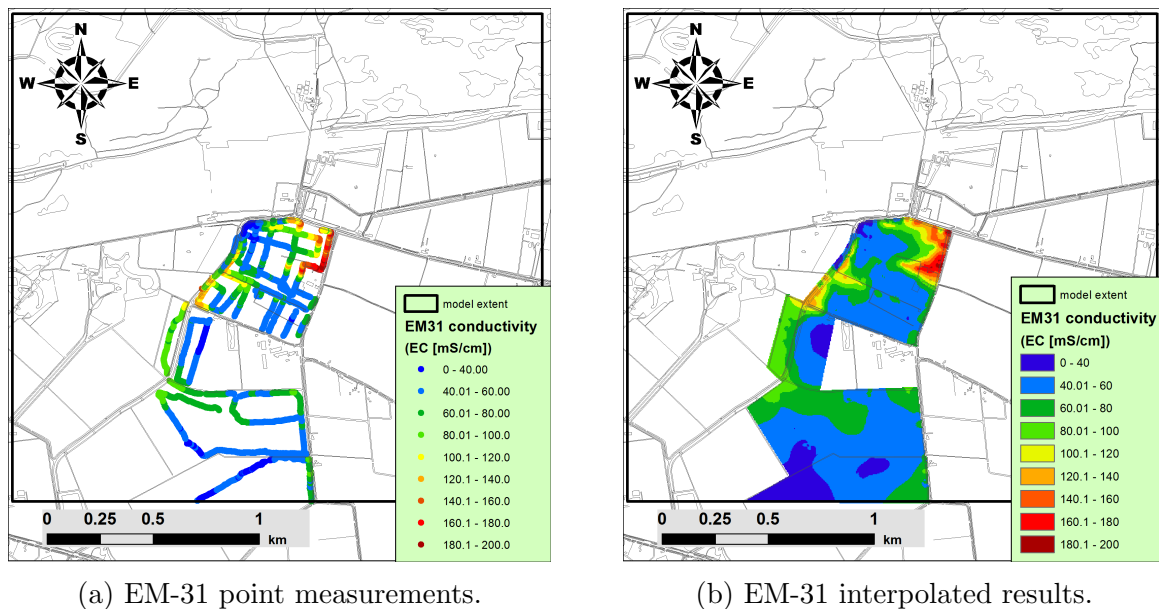 N
W E
S
model extent
EM31 conductivity
(EC [mS/cm])
0 - 40.00
40.01 - 60.00
60.01 - 80.00
80.01 - 100.0
100.1 - 120.0
120.1 - 140.0
140.1 - 160.0
160.1 - 180.0
180.1 - 200.0
0 0.25 0.5 1
km
(a) EM-31 point measurements.
N
W E
S
model extent
EM31 conductivity
(EC [mS/cm])
0 - 40
40.01 - 60
60.01 - 80
80.01 - 100
100.1 - 120
120.1 - 140
140.1 - 160
160.1 - 180
180.1 - 200
0 0.25 0.5 1
km
(b) EM-31 interpolated results.